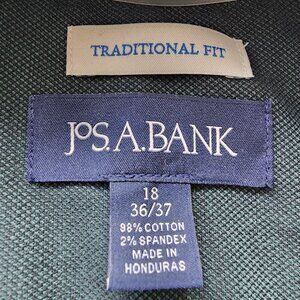 TRADITIONAL FIT
JOS.A.BANK
18
36/37
98% COTTON
2% SPANDEX
MADE IN
HONDURAS